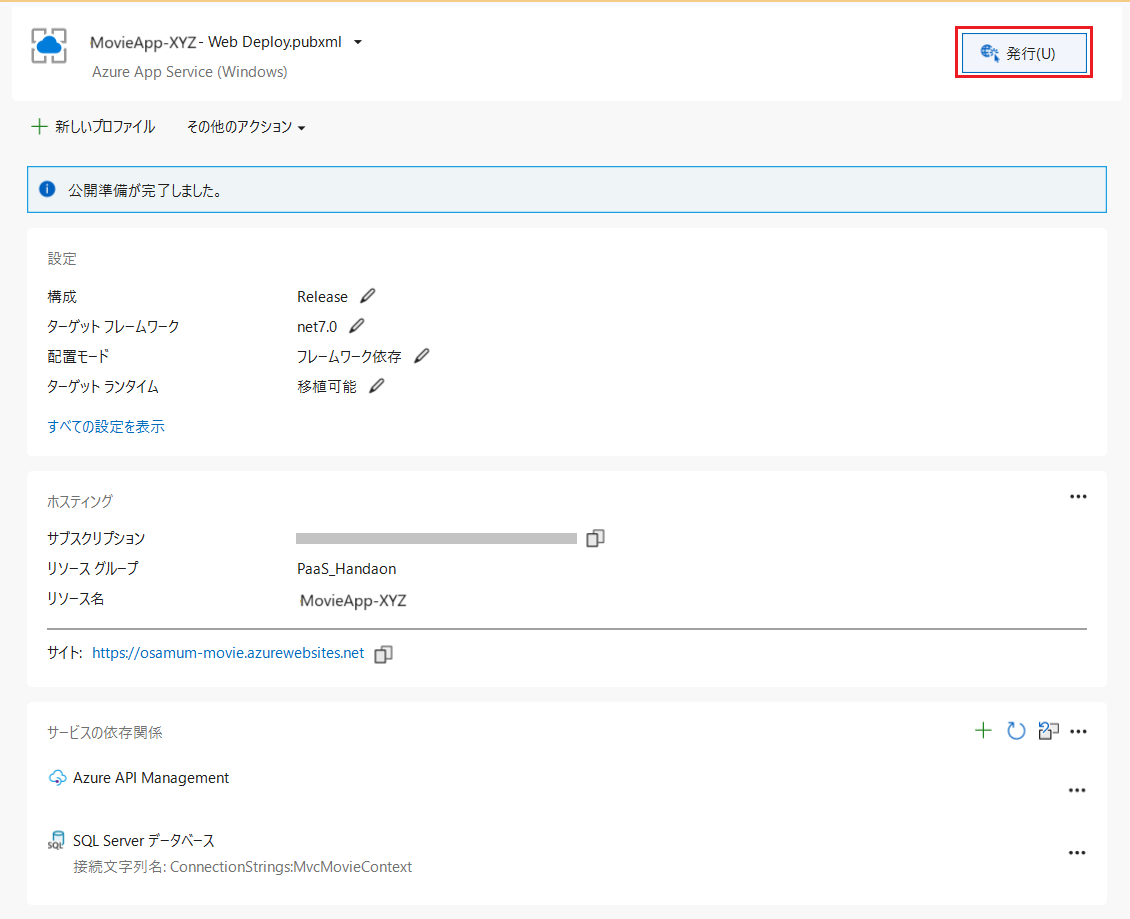 MovieApp-XYZ - Web Deploy.pubxml
Azure App Service (Windows)
発行(U)
新しいプロファイル その他のアクション
公開準備が完了しました。
設定
構成 Release
ターゲット フレームワーク net7.0
配置モード フレームワーク依存
ターゲット ランタイム 移植可能
すべての設定を表示
ホスティング
サブスクリプション
リソース グループ PaaS_Handaon
リソース名 MovieApp-XYZ
サイト: https://osamum-movie.azurewebsites.net
サービスの依存関係
Azure API Management
SQL SQL Server データベース
接続文字列名: ConnectionStrings:MvcMovieContext